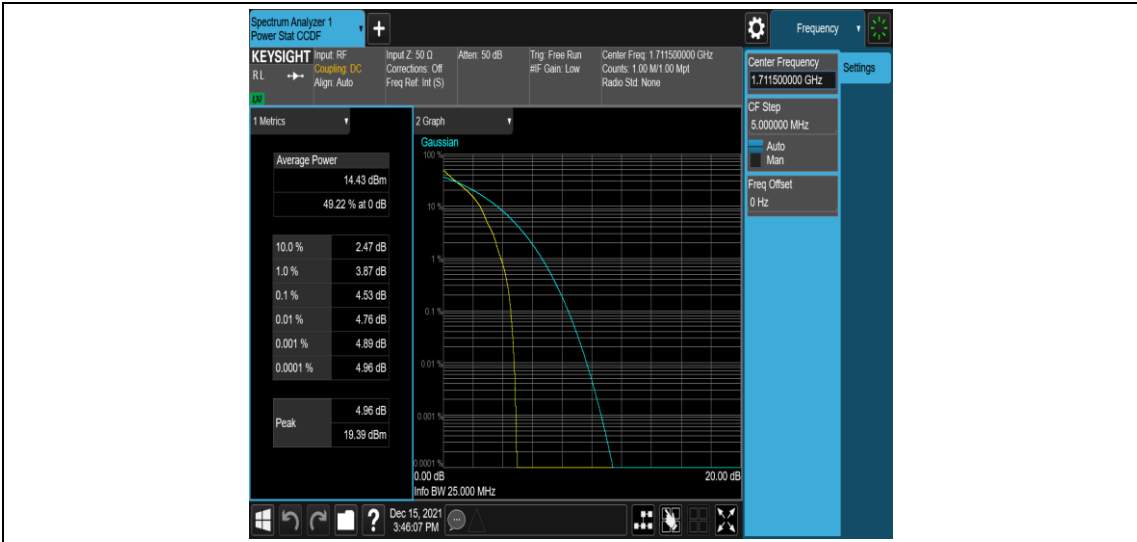 Spectrum Analyzer 1
Power Stat CCDF
Frequency
KEYSIGHT
RL
LXI
Input: RF
Coupling: DC
Align: Auto
Input Z: 50 Ω
Corrections: Off
Freq Ref: Int (S)
Atten: 50 dB
Trig: Free Run
#IF Gain: Low
Center Freq: 1.711500000 GHz
Counts: 1.00 M/1.00 Mpt
Radio Std: None
Center Frequency
1.711500000 GHz
Settings
CF Step
5.000000 MHz
Auto
Man
Freq Offset
0 Hz
1 Metrics
Average Power
14.43 dBm
49.22 % at 0 dB
10.0 % 2.47 dB
1.0 % 3.87 dB
0.1 % 4.53 dB
0.01 % 4.76 dB
0.001 % 4.89 dB
0.0001 % 4.96 dB
Peak
4.96 dB
19.39 dBm
2 Graph
Gaussian
100 %
10 %
1 %
0.1 %
0.01 %
0.001 %
0.0001 %
0.00 dB 20.00 dB
Info BW 25.000 MHz
?
Dec 15, 2021
3:46:07 PM